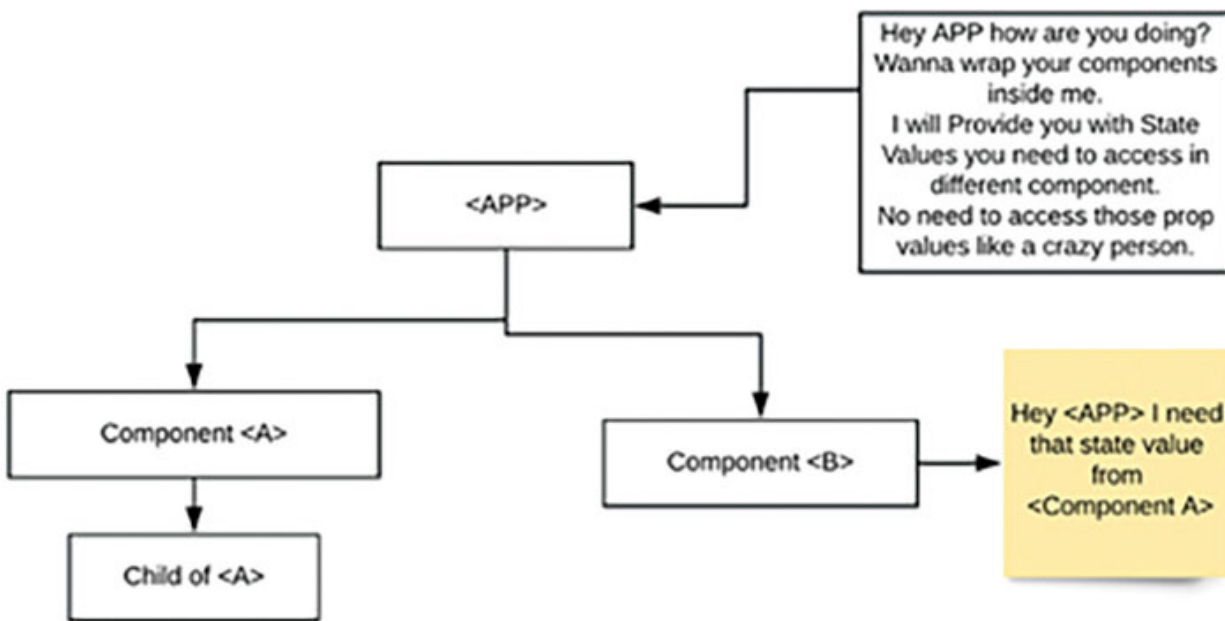 Hey APP how are you doing?
Wanna wrap your components
inside me.
I will Provide you with State
Values you need to access in
different component.
No need to access those prop
values like a crazy person.
<APP>
Component <A>
Component <B>
Hey <APP> I need
that state value
from
<Component A>
Child of <A>